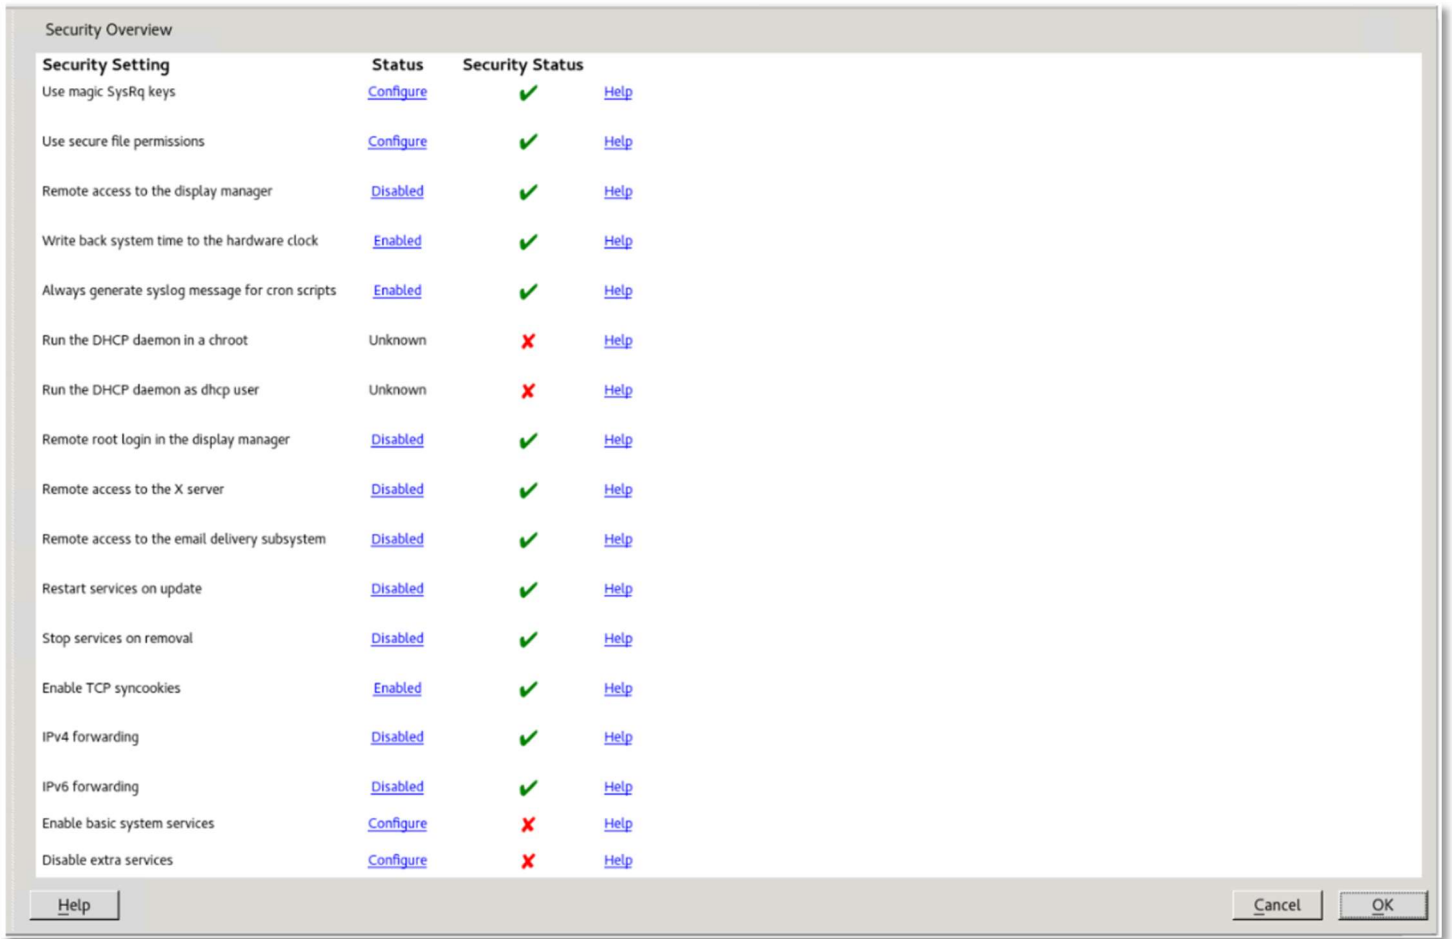 Security Overview
Security Setting Status Security Status
Use magic SysRq keys Configure ✔ Help
Use secure file permissions Configure ✔ Help
Remote access to the display manager Disabled ✔ Help
Write back system time to the hardware clock Enabled ✔ Help
Always generate syslog message for cron scripts Enabled ✔ Help
Run the DHCP daemon in a chroot Unknown ✘ Help
Run the DHCP daemon as dhcp user Unknown ✘ Help
Remote root login in the display manager Disabled ✔ Help
Remote access to the X server Disabled ✔ Help
Remote access to the email delivery subsystem Disabled ✔ Help
Restart services on update Disabled ✔ Help
Stop services on removal Disabled ✔ Help
Enable TCP syncookies Enabled ✔ Help
IPv4 forwarding Disabled ✔ Help
IPv6 forwarding Disabled ✔ Help
Enable basic system services Configure ✘ Help
Disable extra services Configure ✘ Help
Help Cancel OK